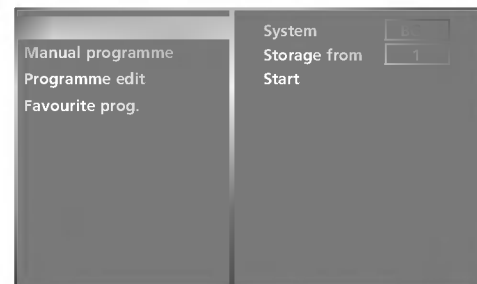 Manual programme
Programme edit
Favourite prog.
System
Storage from 1
Start